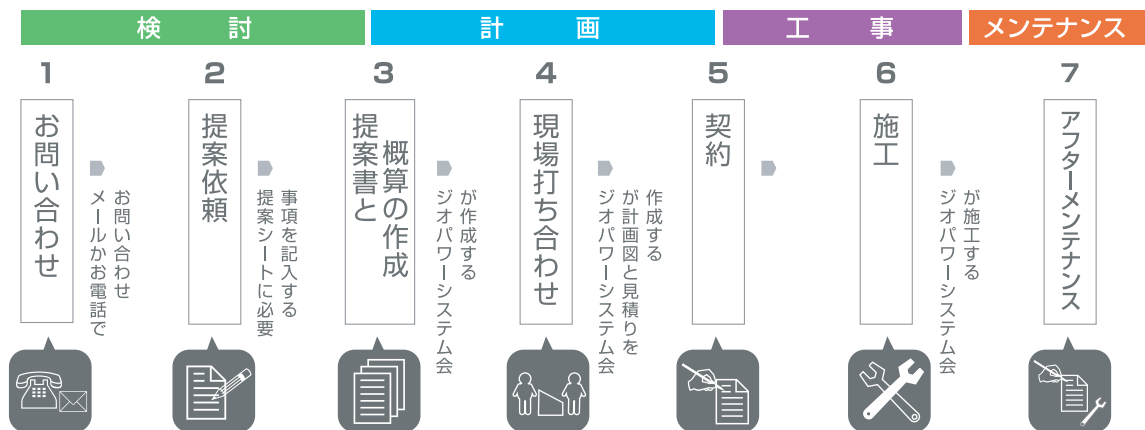 検討
計画
工事
メンテナンス
1
お問い合わせ
メールかお電話で
お問い合わせ
2
提案依頼
提案シートに必要
事項を記入する
3
提案書と
概算の作成
ジオパワーシステム会
が作成する
4
現場打ち合わせ
ジオパワーシステム会
が計画図と見積りを
作成する
5
契約
6
施工
ジオパワーシステム会
が施工する
7
アフターメンテナンス